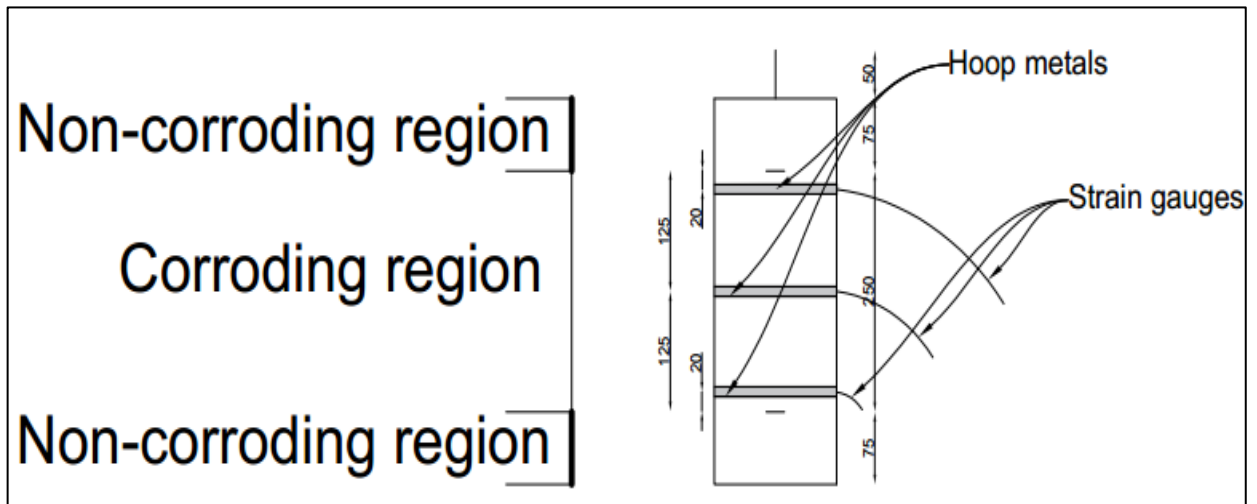 Hoop metals
50
Non-corroding region
75
Strain gauges
20
125
Corroding region
250
125
20
Non-corroding region
75